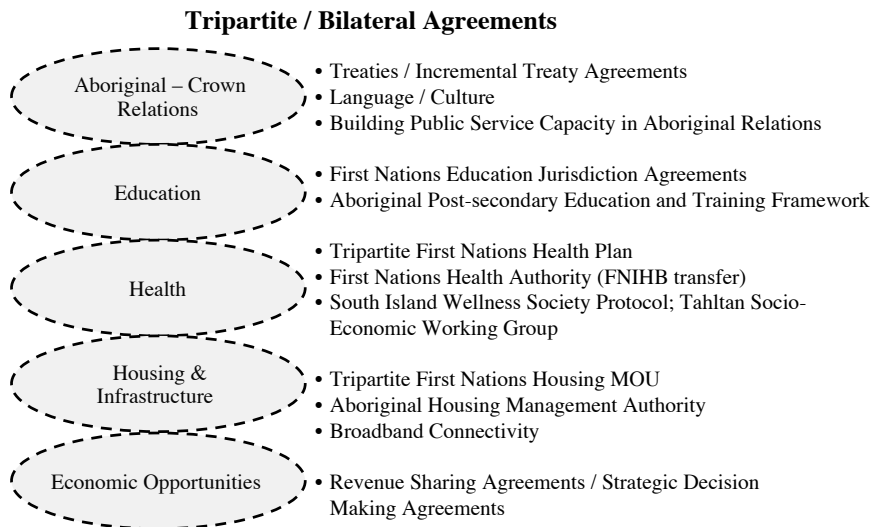 Tripartite / Bilateral Agreements
Aboriginal – Crown
Relations
• Treaties / Incremental Treaty Agreements
• Language / Culture
• Building Public Service Capacity in Aboriginal Relations
Education
• First Nations Education Jurisdiction Agreements
• Aboriginal Post-secondary Education and Training Framework
Health
• Tripartite First Nations Health Plan
• First Nations Health Authority (FNIHB transfer)
• South Island Wellness Society Protocol; Tahltan Socio-
Economic Working Group
Housing &
Infrastructure
• Tripartite First Nations Housing MOU
• Aboriginal Housing Management Authority
• Broadband Connectivity
Economic Opportunities
• Revenue Sharing Agreements / Strategic Decision
Making Agreements